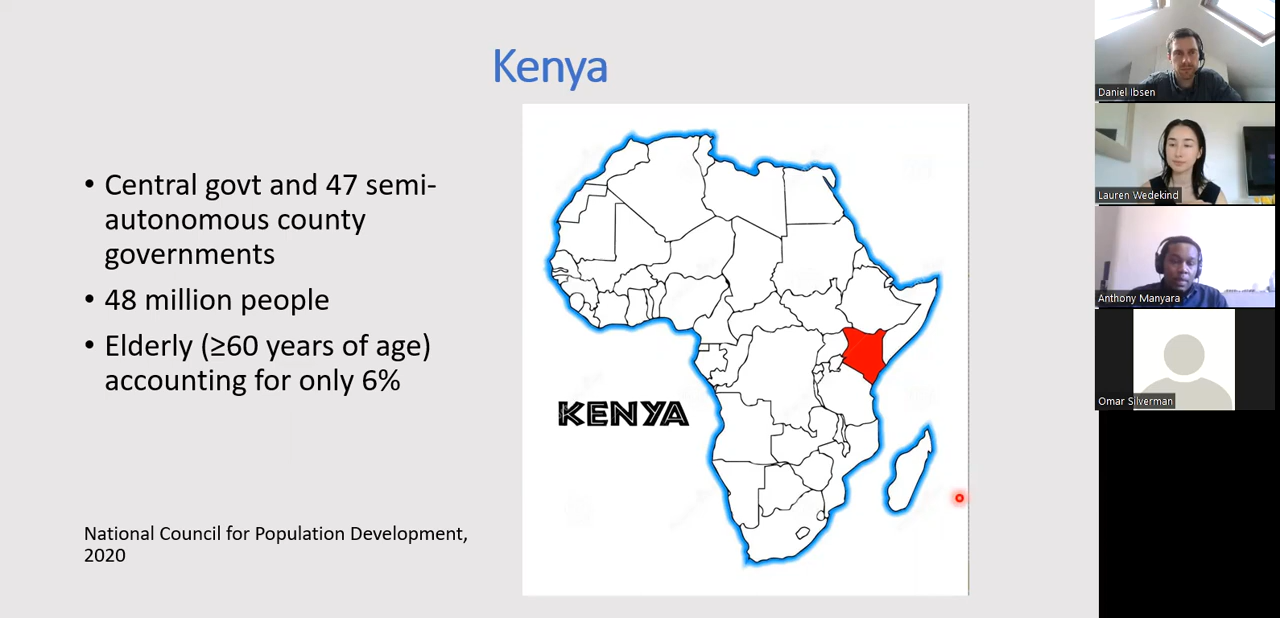 Kenya
• Central govt and 47 semi-
autonomous county
governments
• 48 million people
• Elderly (≥60 years of age)
accounting for only 6%
National Council for Population Development,
2020
KENYA
Daniel Ibsen
Lauren Wedekind
Anthony Manyara
Omar Silverman